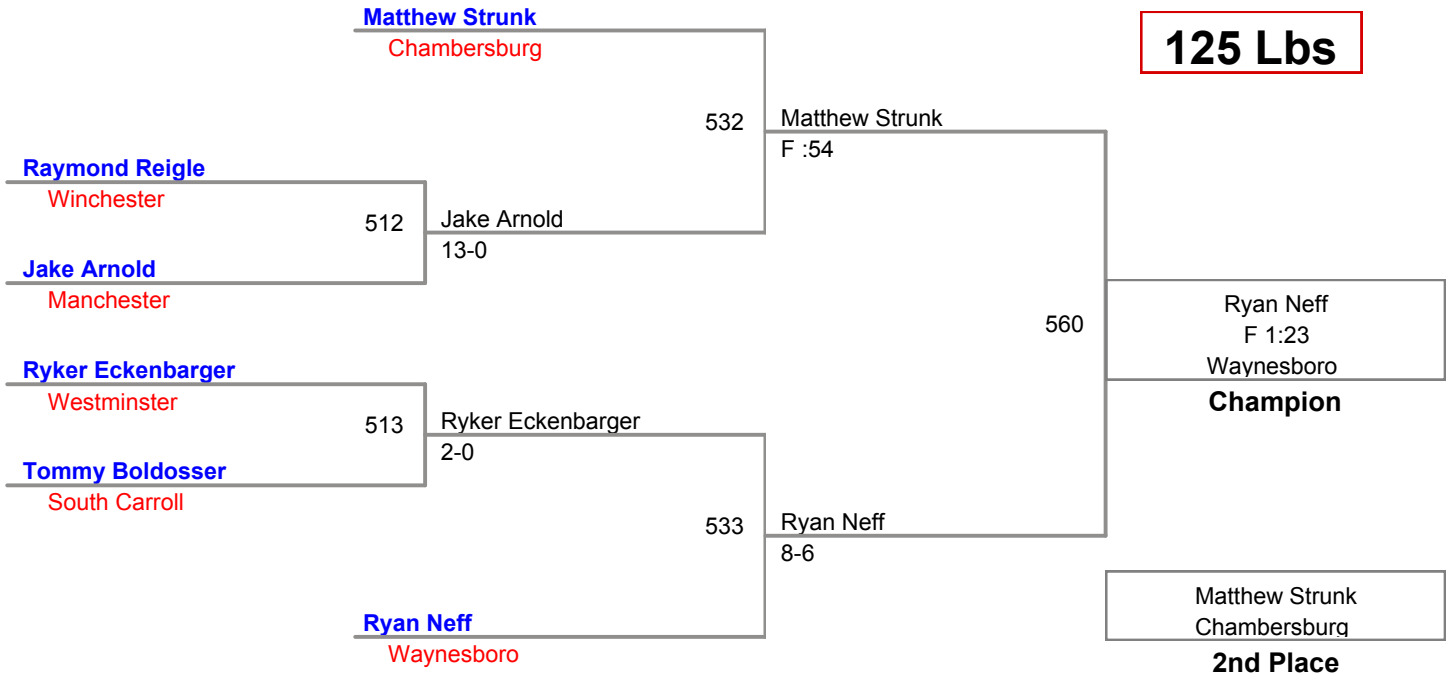 Matthew Strunk
Chambersburg
125 Lbs
532
Matthew Strunk
F :54
Raymond Reigle
Winchester
512
Jake Arnold
13-0
Jake Arnold
Manchester
560
Ryan Neff
F 1:23
Waynesboro
Champion
Ryker Eckenbarger
Westminster
513
Ryker Eckenbarger
2-0
Tommy Boldosser
South Carroll
533
Ryan Neff
8-6
Ryan Neff
Waynesboro
Matthew Strunk
Chambersburg
2nd Place